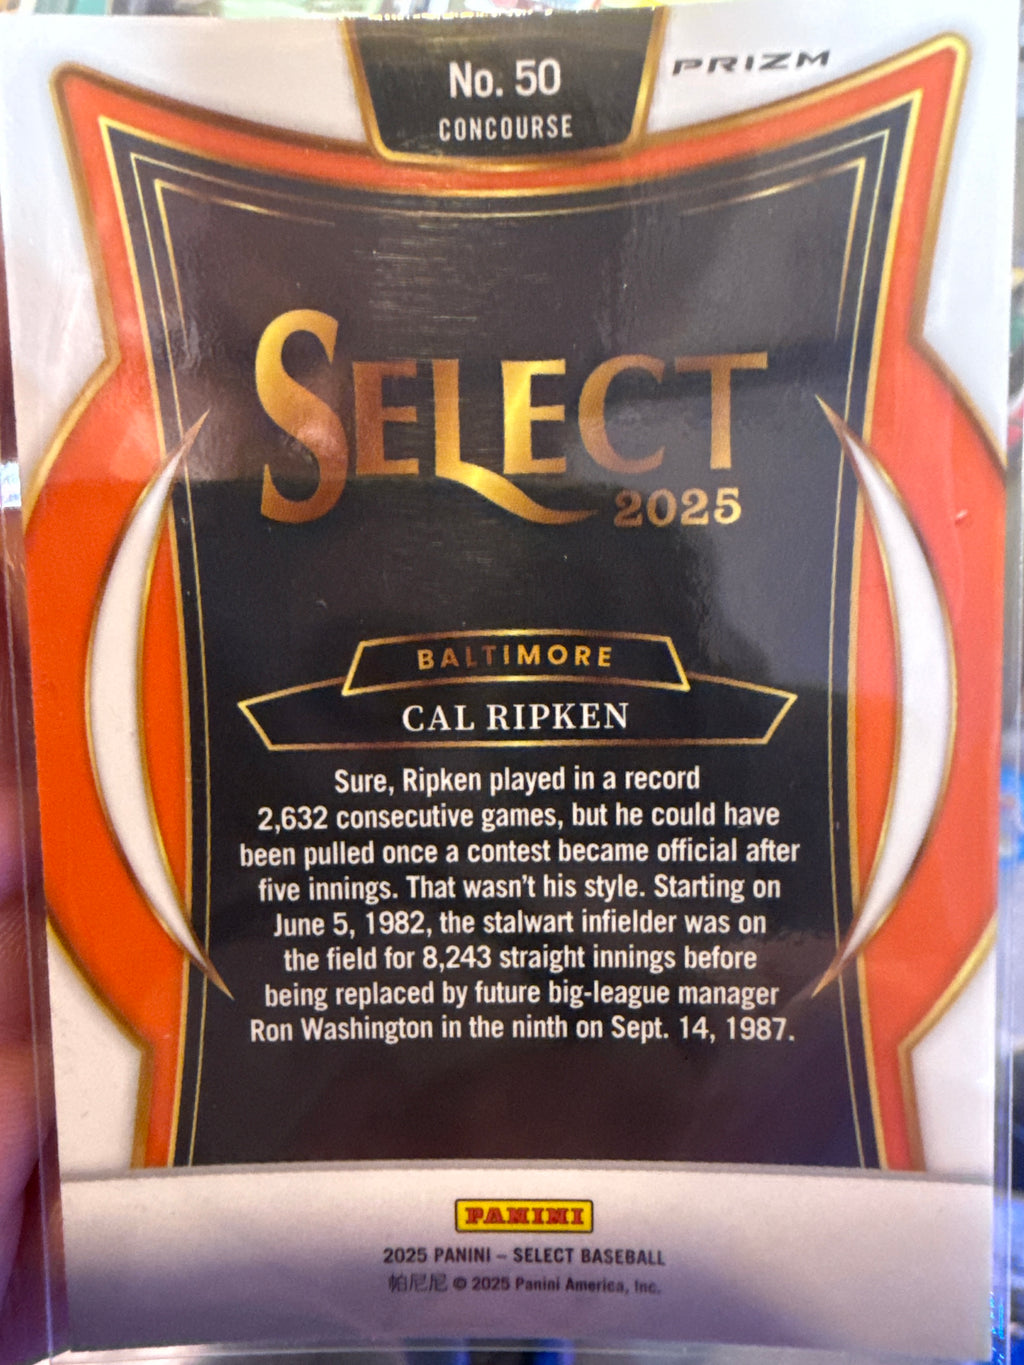 No. 50
CONCOURSE
PRIZM
SELECT
2025
BALTIMORE
CAL RIPKEN
Sure, Ripken played in a record
2,632 consecutive games, but he could have
been pulled once a contest became official after
five innings. That wasn't his style. Starting on
June 5, 1982, the stalwart infielder was on
the field for 8,243 straight innings before
being replaced by future big-league manager
Ron Washington in the ninth on Sept. 14, 1987.
PANINI
2025 PANINI – SELECT BASEBALL
帕尼尼 © 2025 Panini America, Inc.